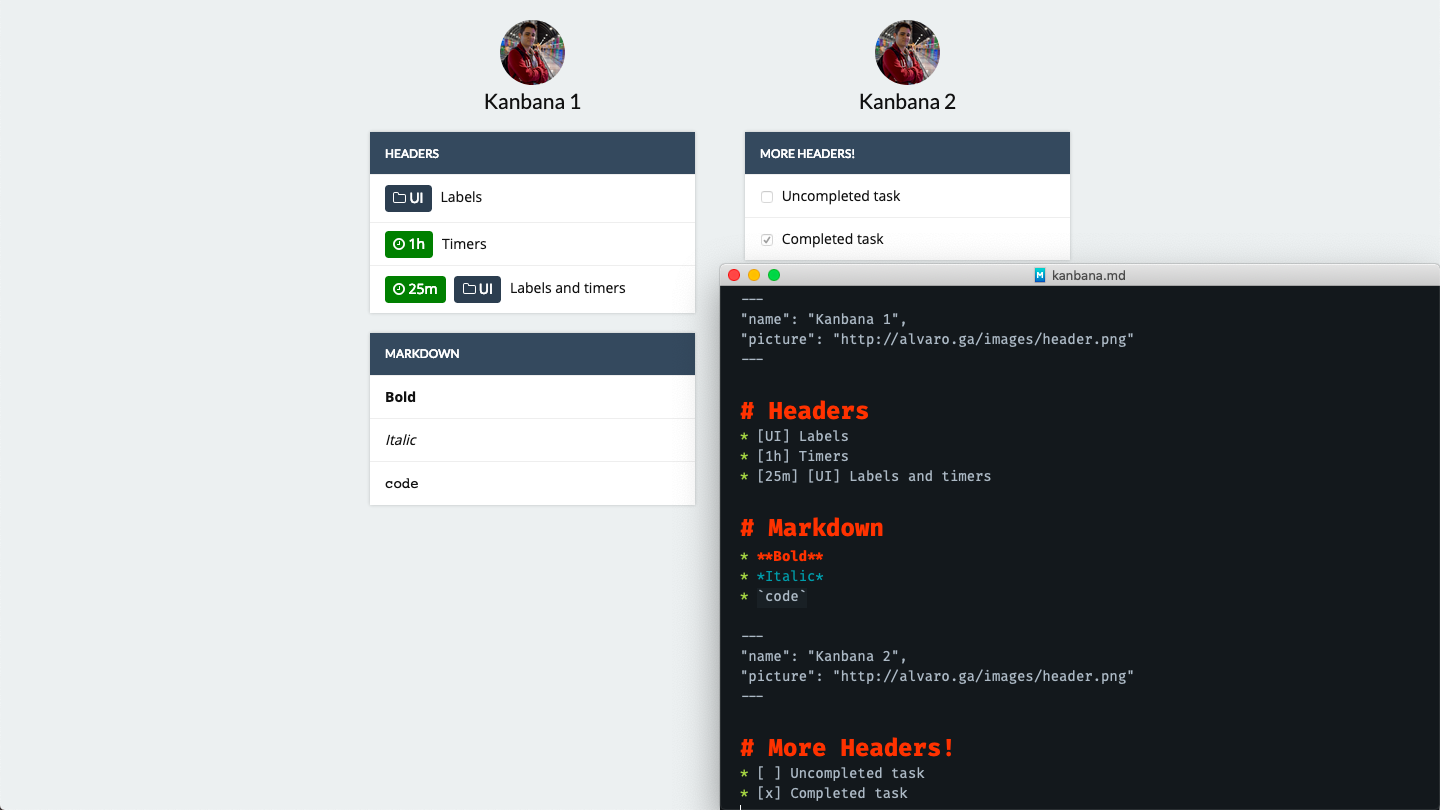 Kanbana 1
HEADERS
UI Labels
1h Timers
25m UI Labels and timers
MARKDOWN
Bold
Italic
code
Kanbana 2
MORE HEADERS!
Uncompleted task
Completed task
kanbana.md
---
"name": "Kanbana 1",
"picture": "http://alvaro.ga/images/header.png"
---
# Headers
* [UI] Labels
* [1h] Timers
* [25m] [UI] Labels and timers
# Markdown
* **Bold**
* *Italic*
* `code`
---
"name": "Kanbana 2",
"picture": "http://alvaro.ga/images/header.png"
---
# More Headers!
* [ ] Uncompleted task
* [x] Completed task